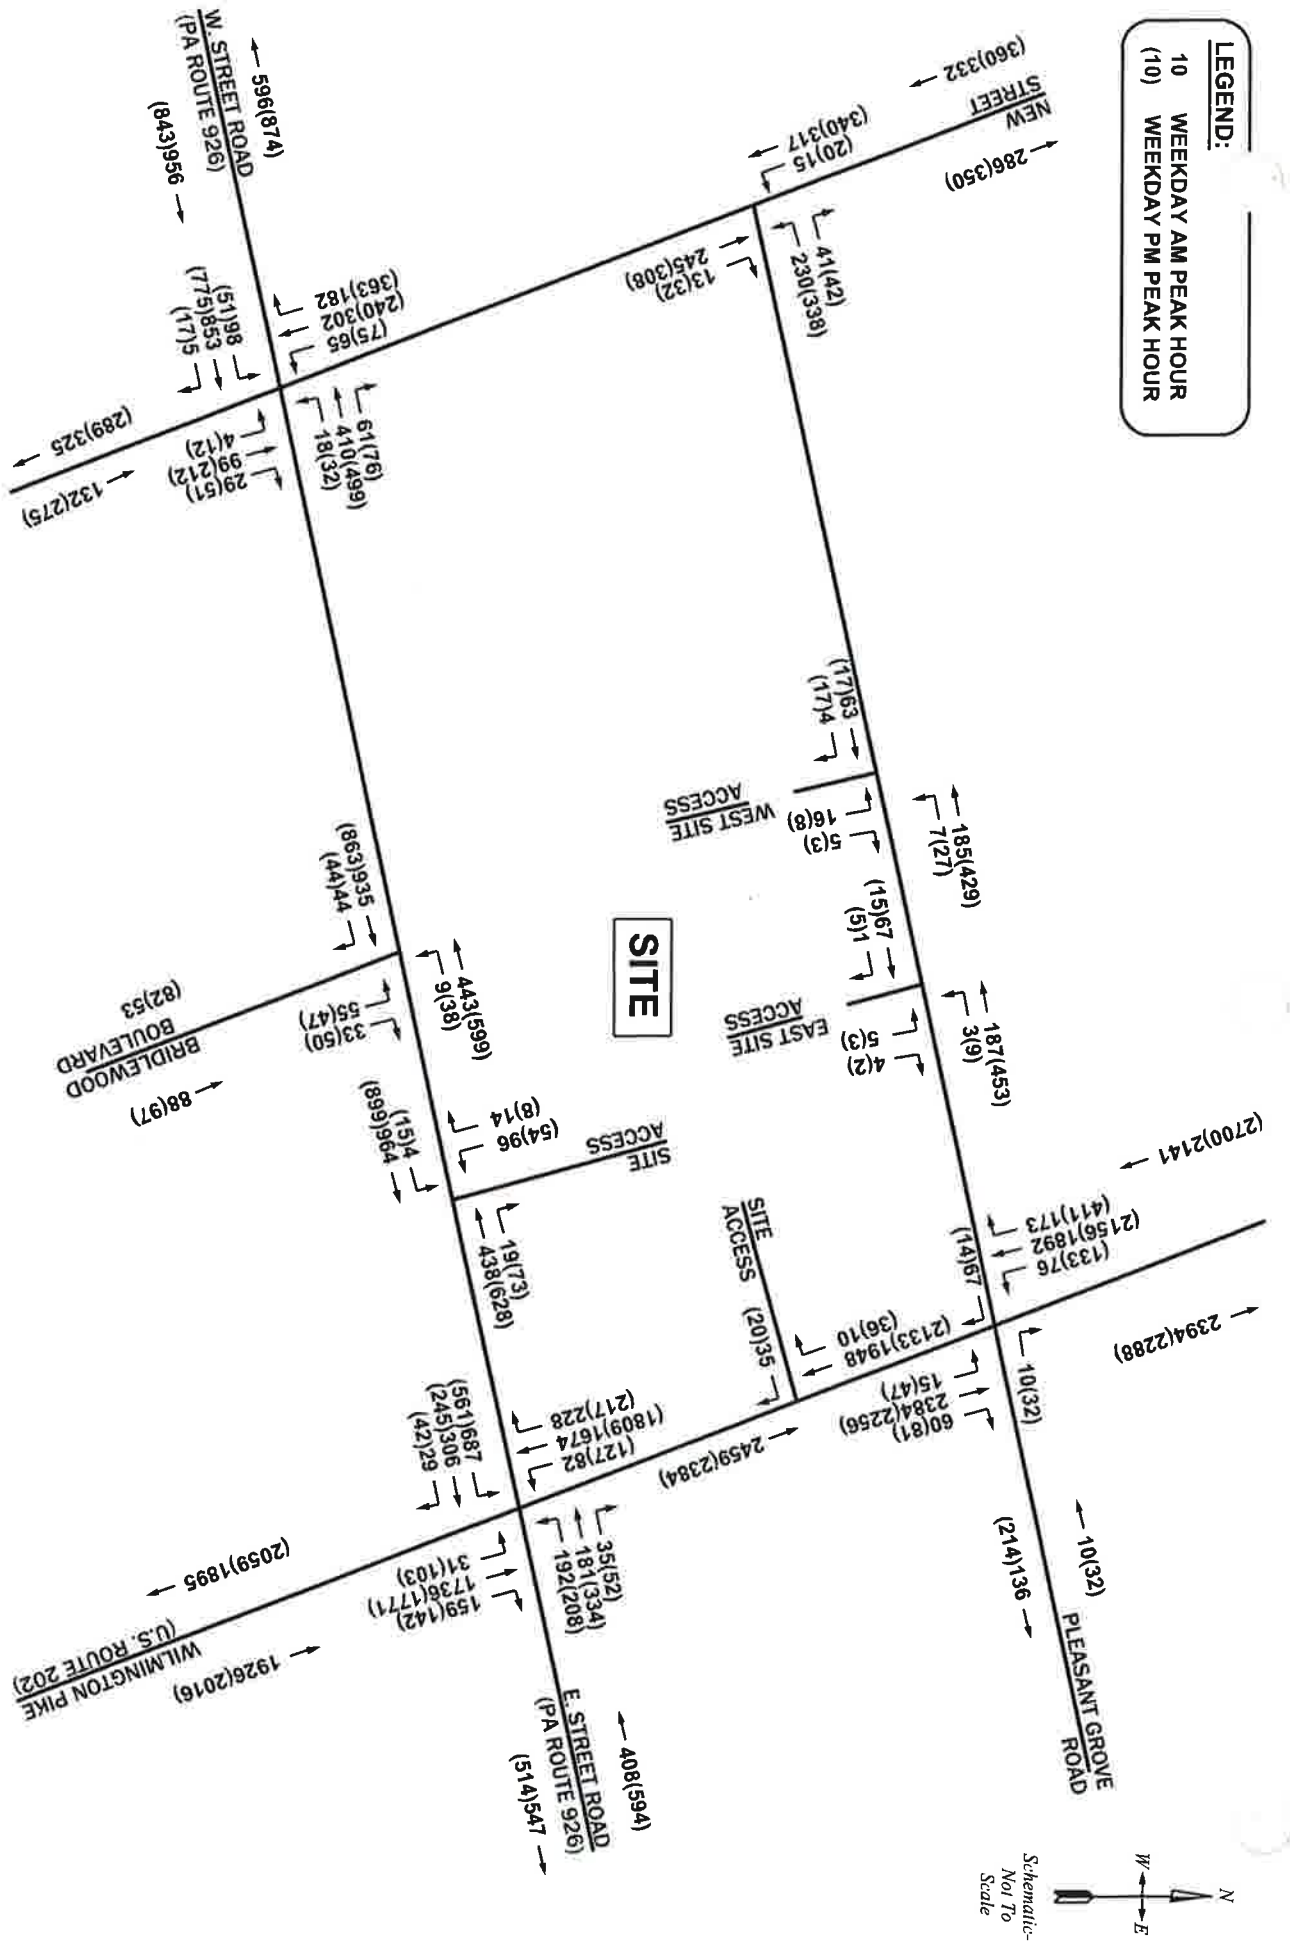 LEGEND:
10 WEEKDAY AM PEAK HOUR
(10) WEEKDAY PM PEAK HOUR
N
W
E
Schematic-
Not To
Scale
NEW
STREET
(360)332
286(350)
(340)317
(20)15
41(42)
230(338)
245(308)
13(32)
W. STREET ROAD
(PA ROUTE 926)
596(874)
(843)956
(363)182
(240)302
(75)65
(51)98
(775)853
(17)5
61(76)
410(499)
18(32)
4(12)
99(212)
29(51)
(289)325
132(275)
(17)63
(17)4
WEST SITE
ACCESS
16(8)
5(3)
185(429)
7(27)
(15)67
(5)1
EAST SITE
ACCESS
5(3)
4(2)
187(453)
3(9)
SITE
(863)935
(44)44
443(599)
9(38)
55(47)
33(50)
BRIDLEWOOD
BOULEVARD
(82)53
88(97)
(15)4
(899)964
(8)14
(54)96
SITE
ACCESS
19(73)
438(628)
(2700)2141
2394(2288)
(411)173
(2156)1892
(133)76
(14)67
10(32)
15(47)
2384(2256)
60(81)
10(32)
(214)136
PLEASANT GROVE
ROAD
SITE
ACCESS
(20)35
(36)10
(2133)1948
2459(2384)
(217)228
(1809)1674
(127)82
(561)687
(245)306
(42)29
35(52)
181(334)
192(208)
31(103)
1736(1771)
159(142)
(2059)1895
1926(2016)
WILMINGTON PIKE
(U.S. ROUTE 202)
408(594)
E. STREET ROAD
(PA ROUTE 926)
(514)547